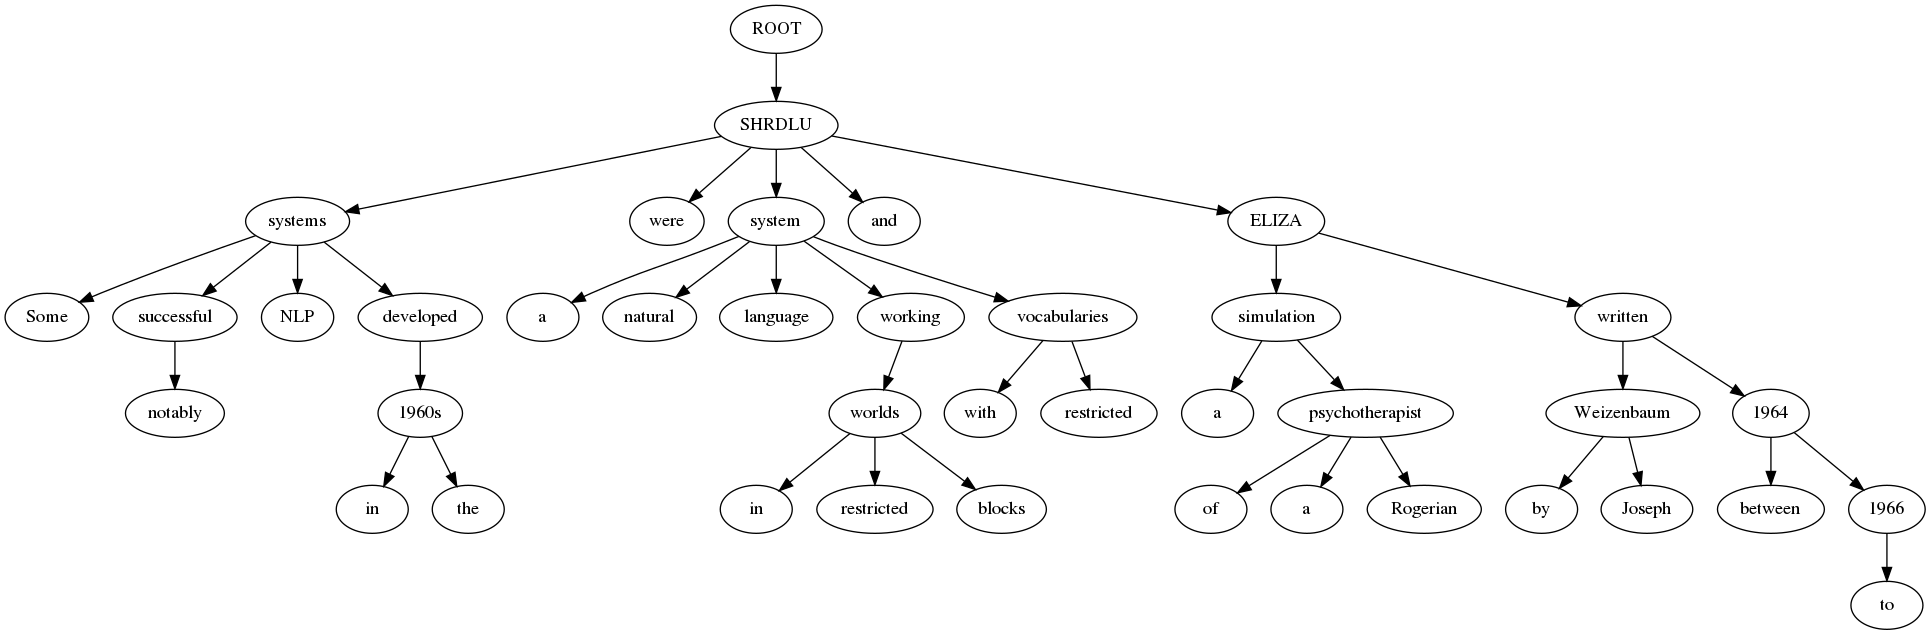 ROOT
SHRDLU
systems were system and ELIZA
Some successful NLP developed a natural language working vocabularies simulation written
notably 1960s worlds with restricted a psychotherapist Weizenbaum 1964
in the in restricted blocks of a Rogerian by Joseph between 1966
to